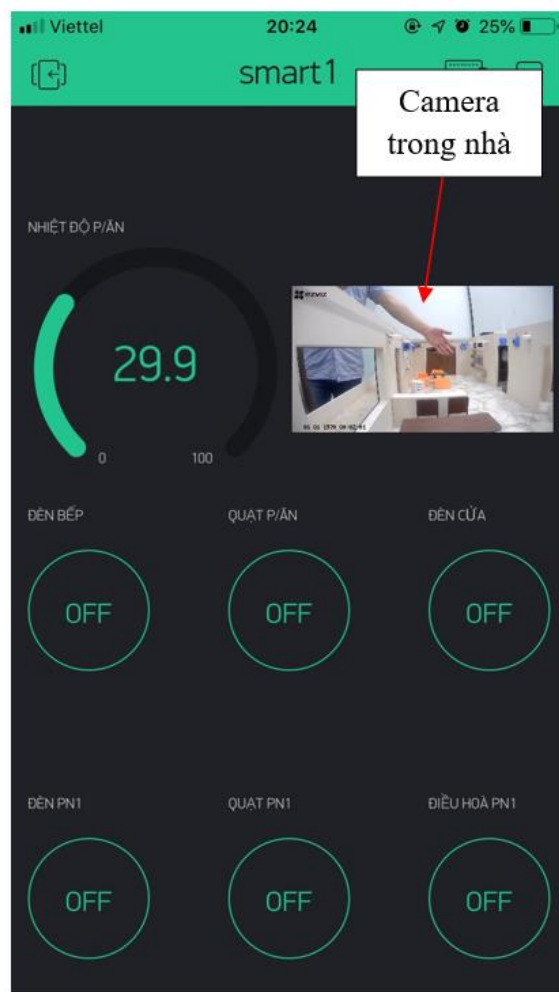 Viettel 20:24 25%
smart1
Camera
trong nhà
NHIỆT ĐỘ P/ĂN
EZVIZ
29.9
0 100
ĐÈN BẾP QUẠT P/ĂN ĐÈN CỬA
OFF OFF OFF
ĐÈN PN1 QUẠT PN1 ĐIỀU HOÀ PN1
OFF OFF OFF